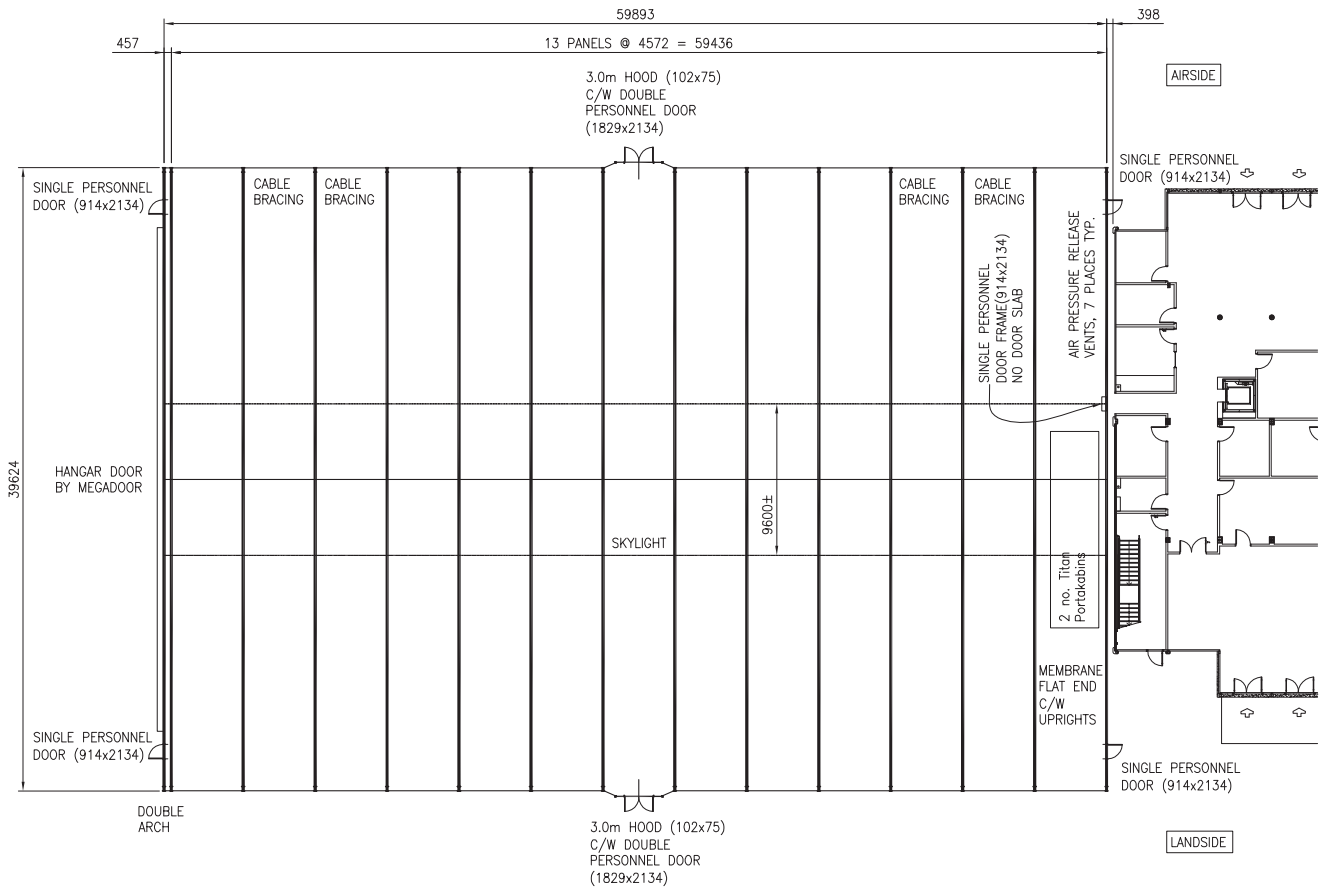 59893
398
457
13 PANELS @ 4572 = 59436
3.0m HOOD (102x75)
C/W DOUBLE
PERSONNEL DOOR
(1829x2134)
AIRSIDE
SINGLE PERSONNEL
DOOR (914x2134)
CABLE
BRACING
CABLE
BRACING
CABLE
BRACING
CABLE
BRACING
SINGLE PERSONNEL
DOOR (914x2134)
SINGLE PERSONNEL
DOOR FRAME(914x2134)
NO DOOR SLAB
AIR PRESSURE RELEASE
VENTS, 7 PLACES TYP.
39624
HANGAR DOOR
BY MEGADOOR
9600±
SKYLIGHT
2 no. Titan
Portakabins
MEMBRANE
FLAT END
C/W
UPRIGHTS
SINGLE PERSONNEL
DOOR (914x2134)
SINGLE PERSONNEL
DOOR (914x2134)
DOUBLE
ARCH
3.0m HOOD (102x75)
C/W DOUBLE
PERSONNEL DOOR
(1829x2134)
LANDSIDE